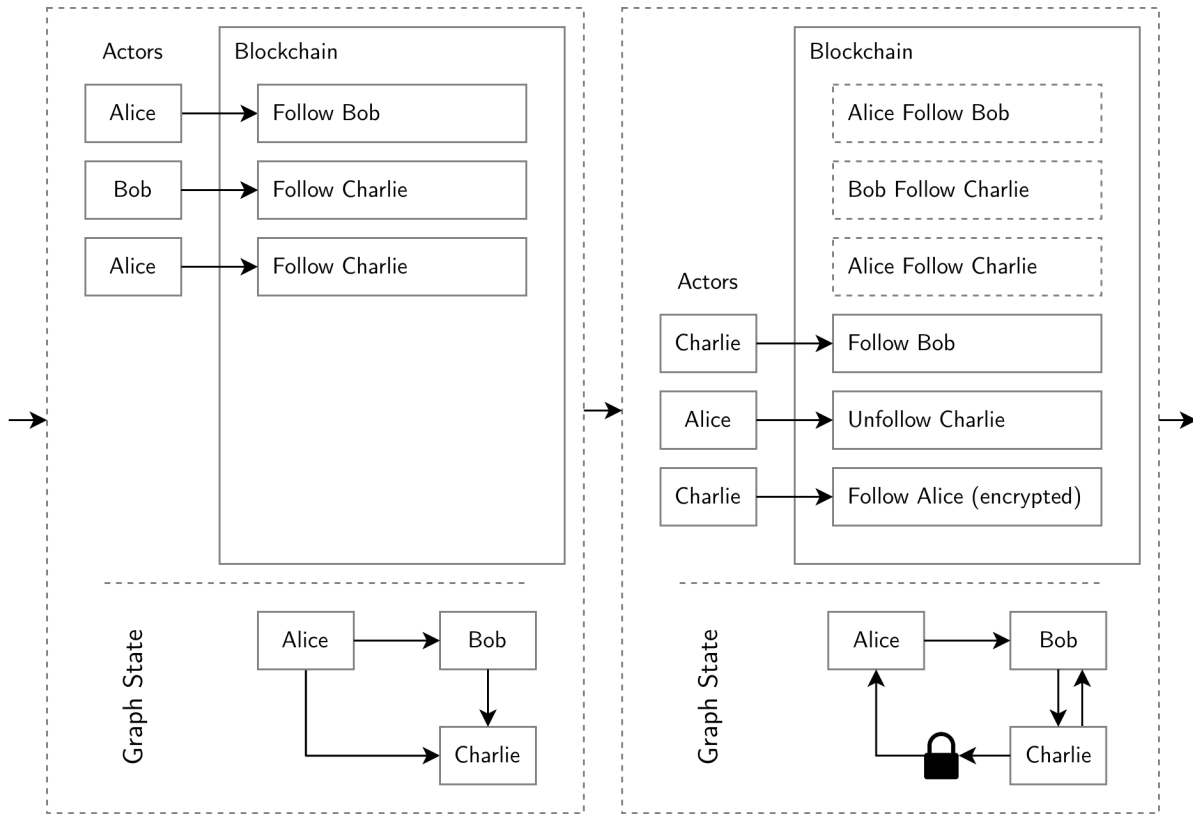 Actors
Blockchain
Alice
Follow Bob
Bob
Follow Charlie
Alice
Follow Charlie
Graph State
Alice
Bob
Charlie
Blockchain
Alice Follow Bob
Bob Follow Charlie
Alice Follow Charlie
Actors
Charlie
Follow Bob
Alice
Unfollow Charlie
Charlie
Follow Alice (encrypted)
Graph State
Alice
Bob
Charlie